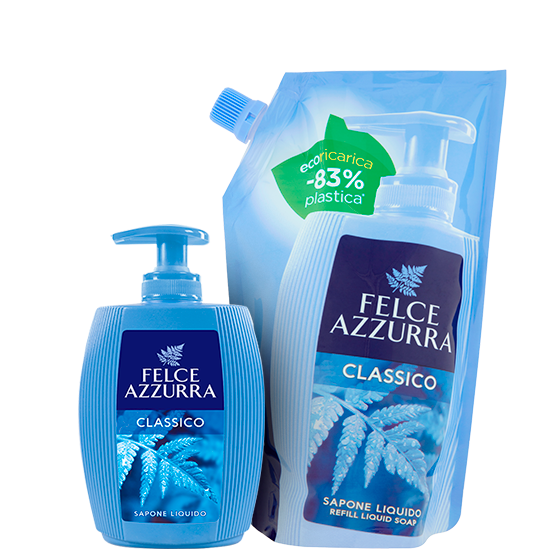 FELCE
AZZURRA
CLASSICO
SAPONE LIQUIDO
ecoricarica
-83%
plastica*
FELCE
AZZURRA
CLASSICO
SAPONE LIQUIDO
REFILL LIQUID SOAP